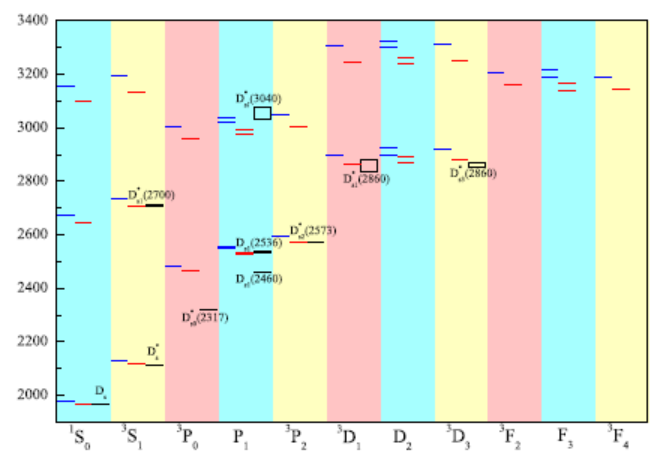 3400
3200
3000
2800
2600
2400
2200
2000
D*s1(2700)
D*s
Ds
D*s0(2317)
D*sJ(3040)
Ds1(2536)
Ds1(2460)
D*s2(2573)
D*s1(2860)
D*s3(2860)
¹S₀ ³S₁ ³P₀ P₁ ³P₂ ³D₁ D₂ ³D₃ ³F₂ F₃ ³F₄